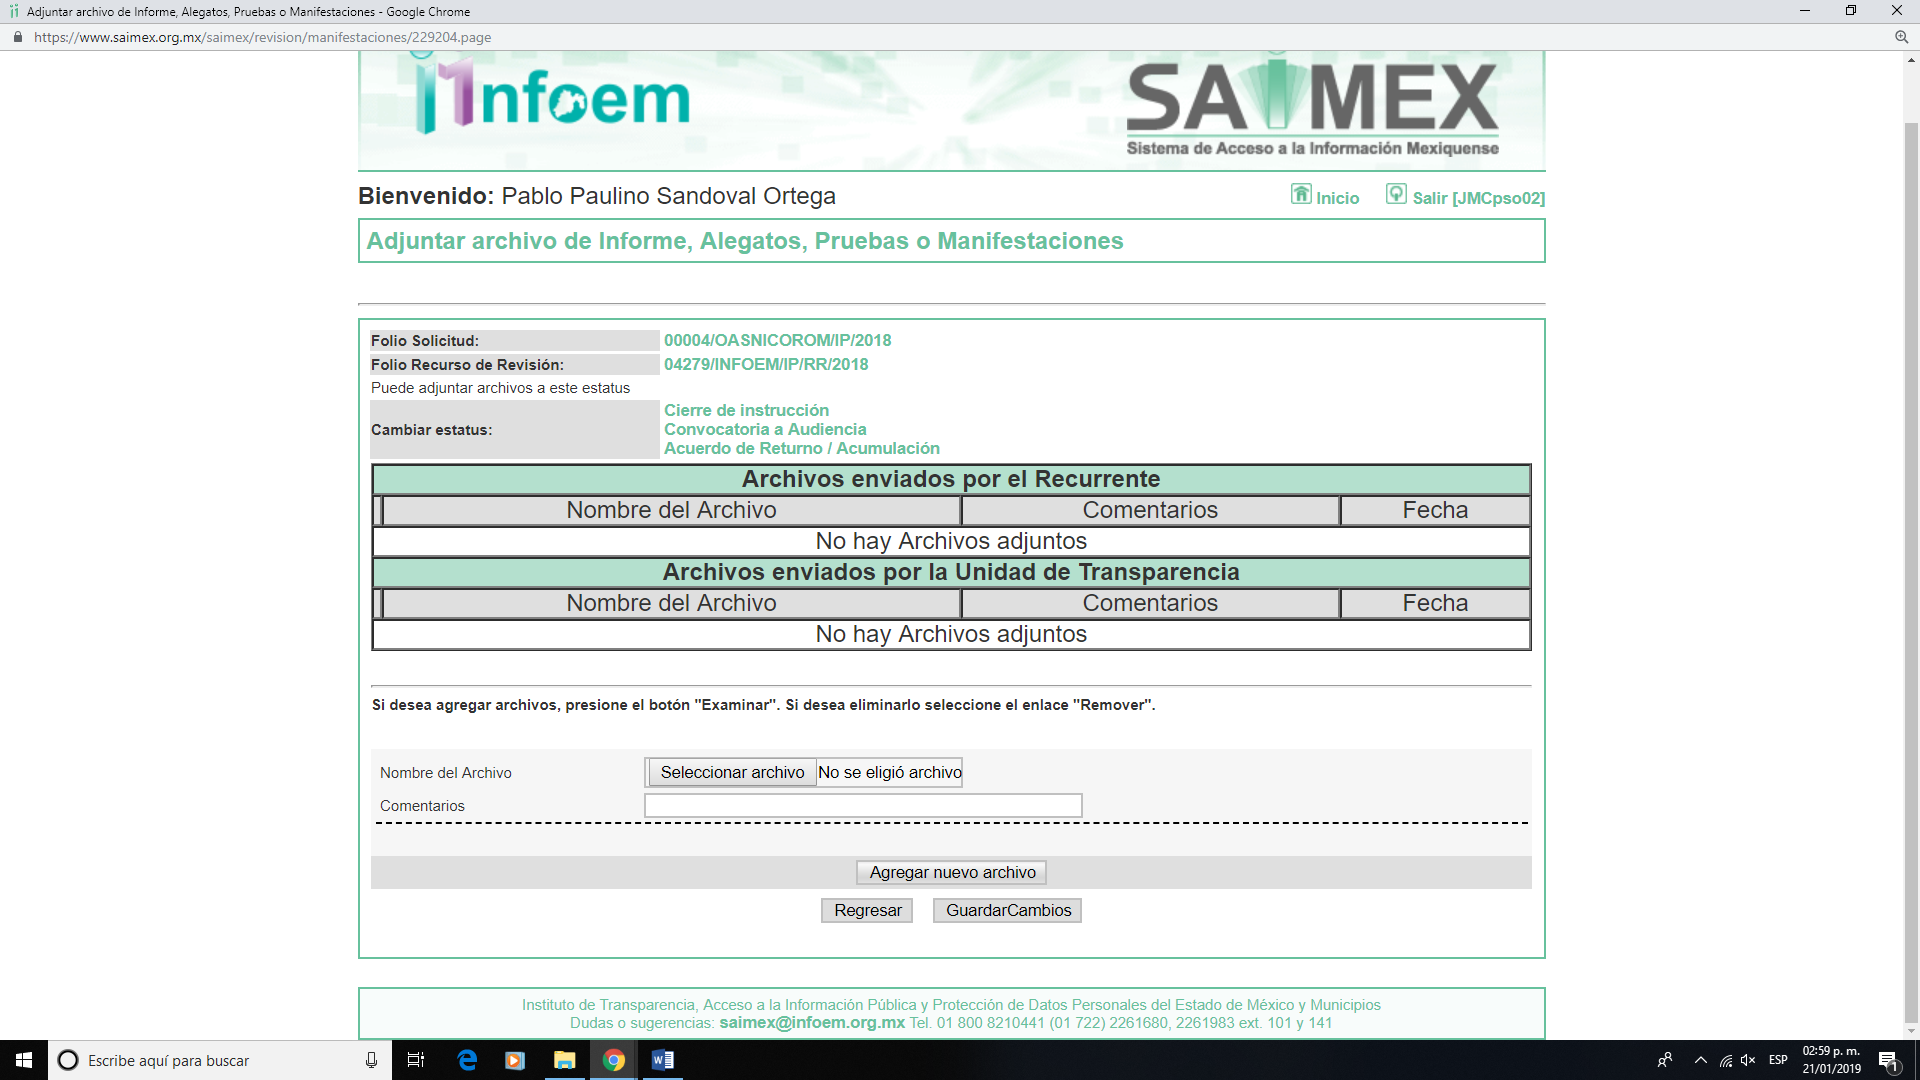 Adjuntar archivo de Informe, Alegatos, Pruebas o Manifestaciones - Google Chrome
https://www.saimex.org.mx/saimex/revision/manifestaciones/229204.page
infoem
SAIMEX
Sistema de Acceso a la Información Mexiquense
Bienvenido: Pablo Paulino Sandoval Ortega
Inicio Salir [JMCpso02]
Adjuntar archivo de Informe, Alegatos, Pruebas o Manifestaciones
Folio Solicitud: 00004/OASNICOROM/IP/2018
Folio Recurso de Revisión: 04279/INFOEM/IP/RR/2018
Puede adjuntar archivos a este estatus
Cambiar estatus:
Cierre de instrucción
Convocatoria a Audiencia
Acuerdo de Returno / Acumulación
Archivos enviados por el Recurrente
Nombre del Archivo Comentarios Fecha
No hay Archivos adjuntos
Archivos enviados por la Unidad de Transparencia
Nombre del Archivo Comentarios Fecha
No hay Archivos adjuntos
Si desea agregar archivos, presione el botón "Examinar". Si desea eliminarlo seleccione el enlace "Remover".
Nombre del Archivo Seleccionar archivo No se eligió archivo
Comentarios
Agregar nuevo archivo
Regresar GuardarCambios
Instituto de Transparencia, Acceso a la Información Pública y Protección de Datos Personales del Estado de México y Municipios
Dudas o sugerencias: saimex@infoem.org.mx Tel. 01 800 8210441 (01 722) 2261680, 2261983 ext. 101 y 141
Escribe aquí para buscar
ESP
02:59 p. m.
21/01/2019
1